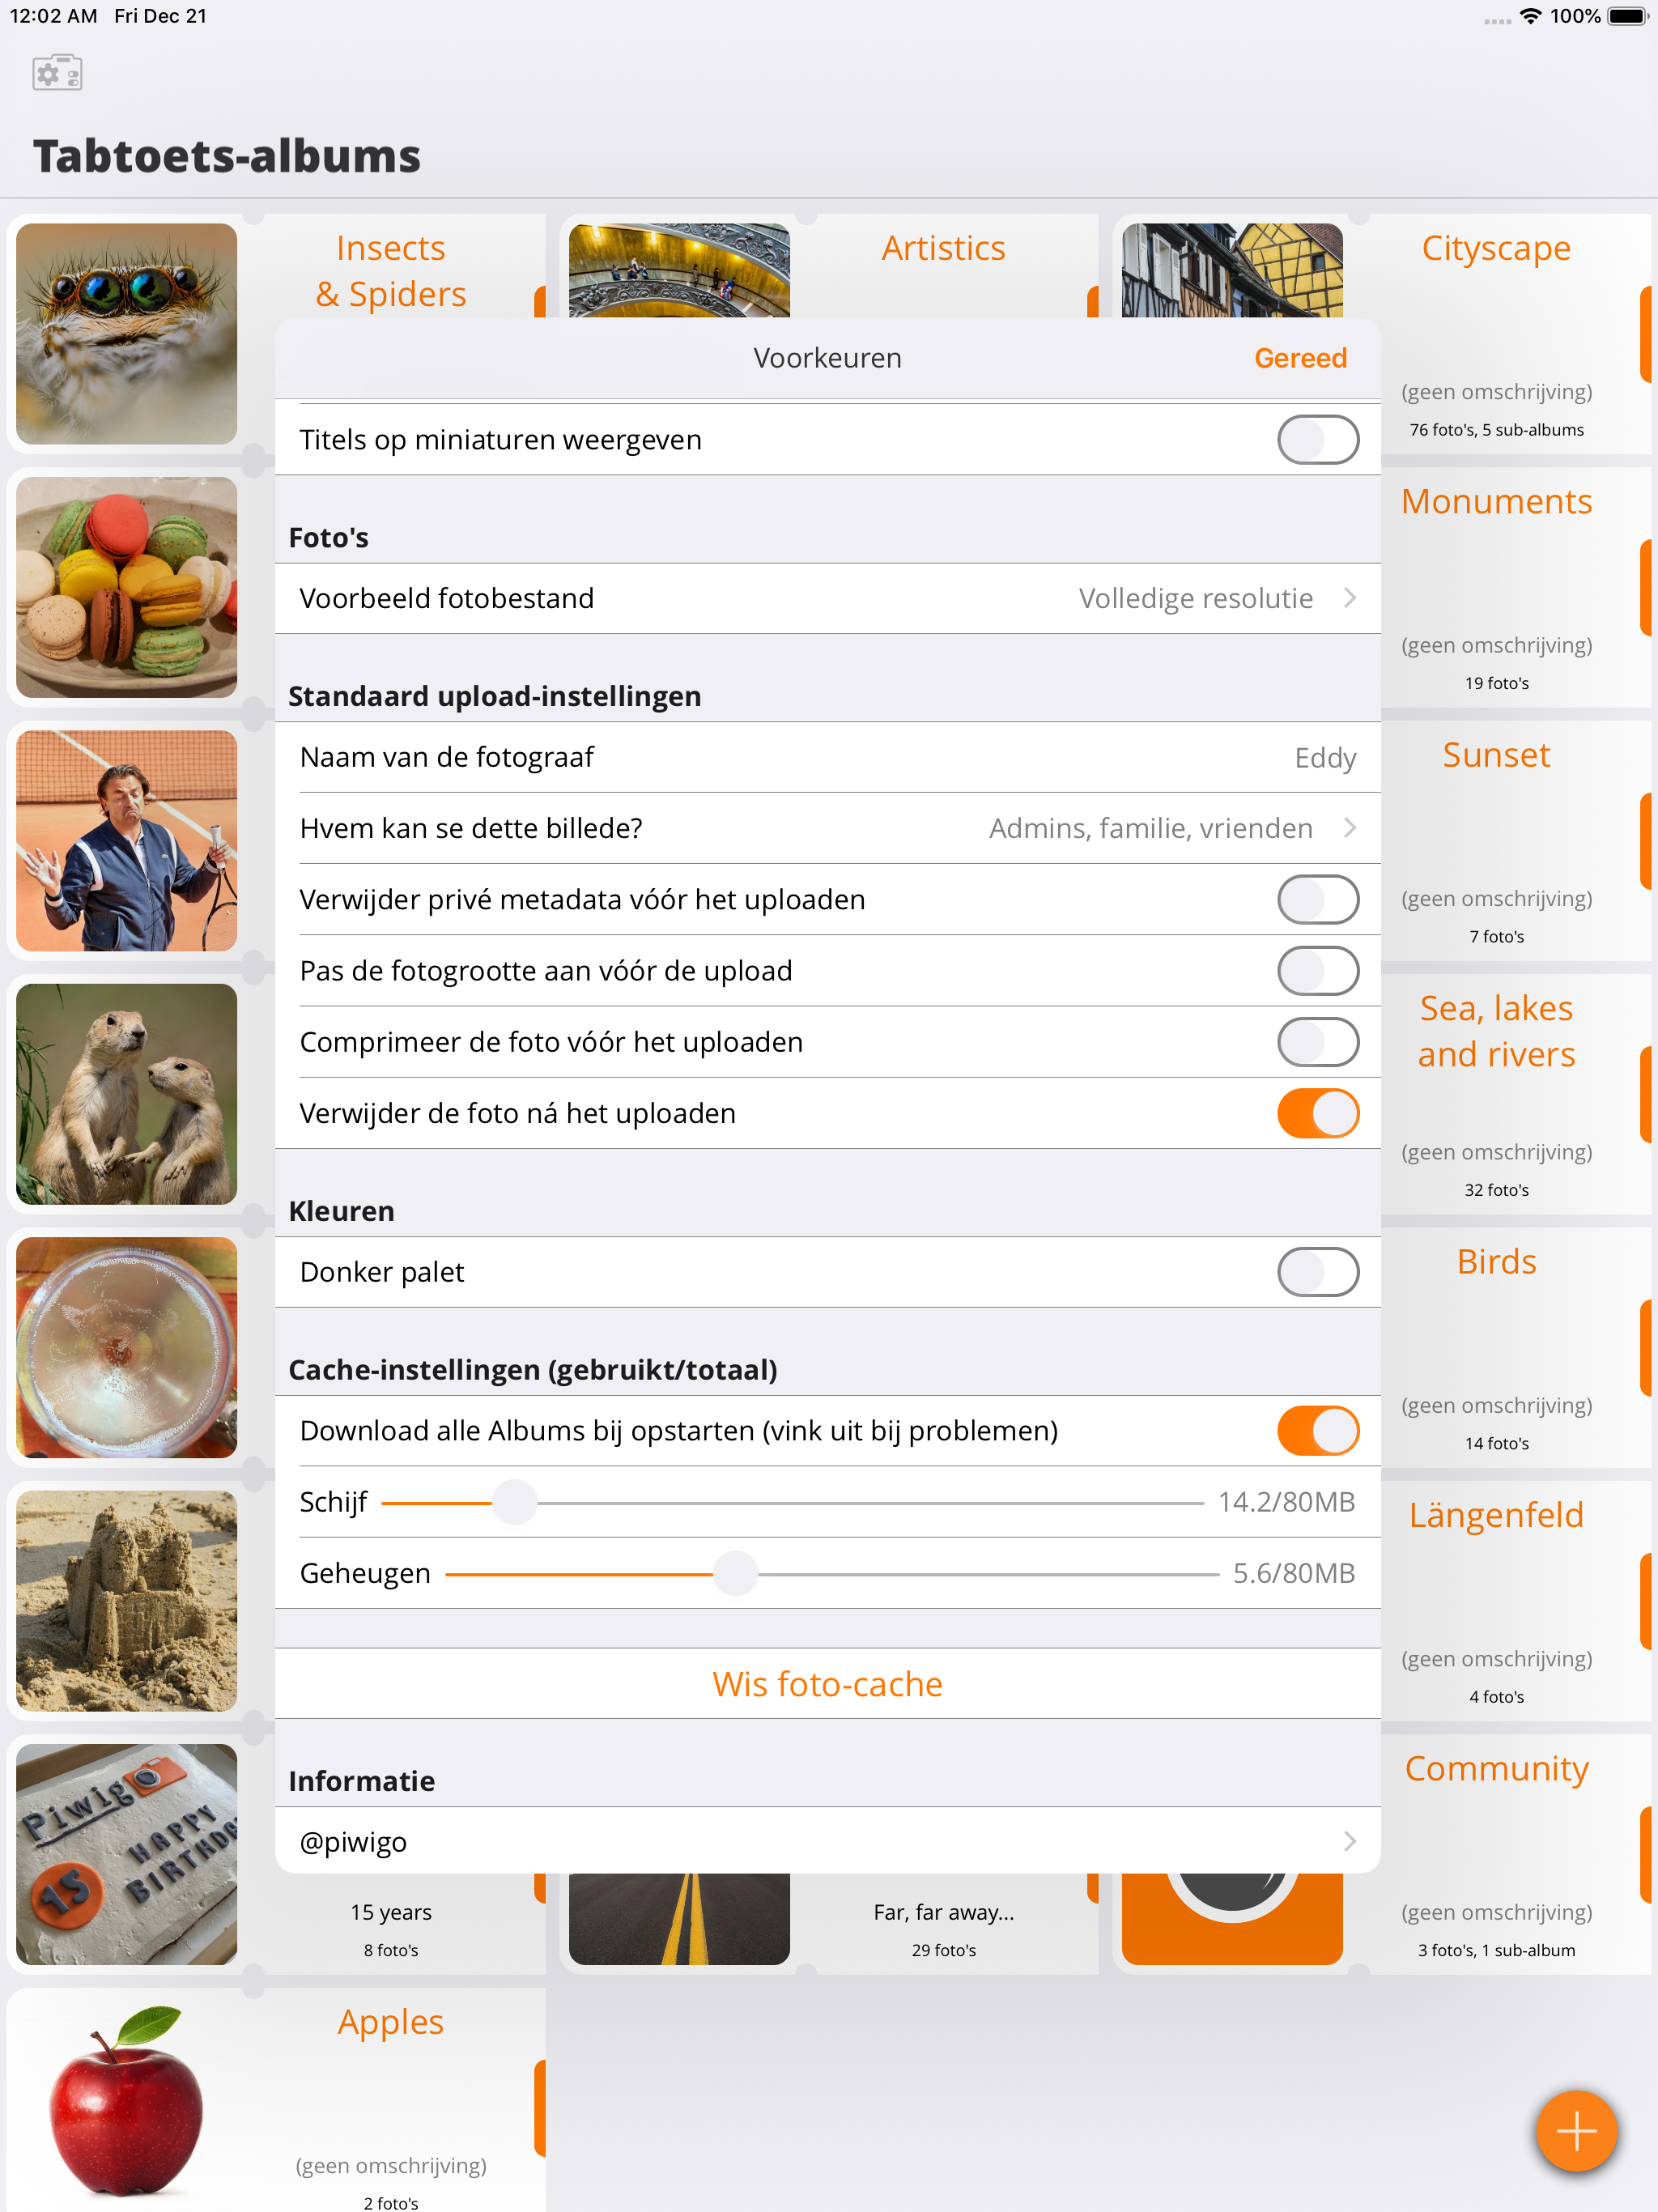 12:02 AM Fri Dec 21
100%
Tabtoets-albums
Insects
& Spiders
Artistics
Cityscape
(geen omschrijving)
76 foto's, 5 sub-albums
Voorkeuren
Gereed
Titels op miniaturen weergeven
Foto's
Voorbeeld fotobestand
Volledige resolutie
Standaard upload-instellingen
Naam van de fotograaf
Eddy
Hvem kan se dette billede?
Admins, familie, vrienden
Verwijder privé metadata vóór het uploaden
Pas de fotogrootte aan vóór de upload
Comprimeer de foto vóór het uploaden
Verwijder de foto ná het uploaden
Kleuren
Donker palet
Cache-instellingen (gebruikt/totaal)
Download alle Albums bij opstarten (vink uit bij problemen)
Schijf
14.2/80MB
Geheugen
5.6/80MB
Wis foto-cache
Informatie
@piwigo
Monuments
(geen omschrijving)
19 foto's
Sunset
(geen omschrijving)
7 foto's
Sea, lakes
and rivers
(geen omschrijving)
32 foto's
Birds
(geen omschrijving)
14 foto's
Längenfeld
(geen omschrijving)
4 foto's
Community
(geen omschrijving)
3 foto's, 1 sub-album
Piwigo
HAPPY
15
15 years
8 foto's
Far, far away...
29 foto's
Apples
(geen omschrijving)
2 foto's